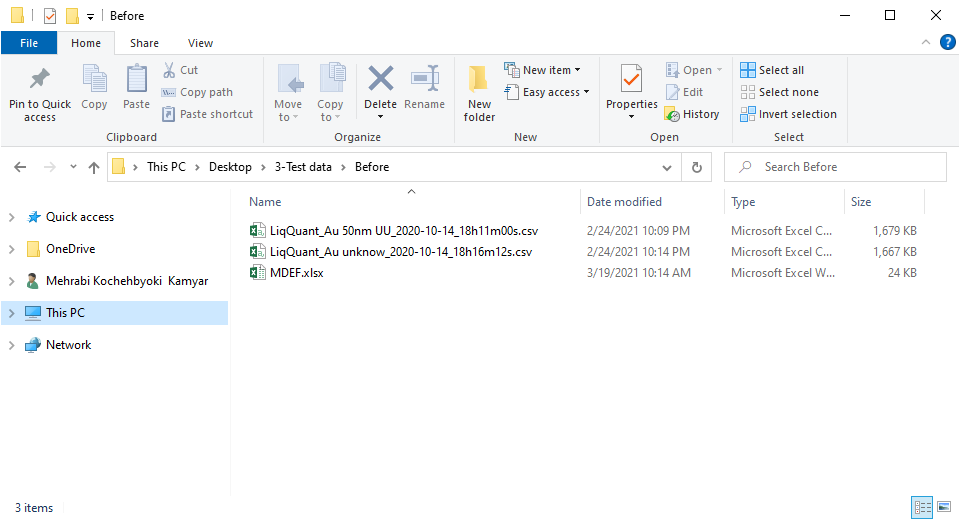 Before
File Home Share View
Pin to Quick access
Copy
Paste
Cut
Copy path
Paste shortcut
Clipboard
Move to
Copy to
Delete
Rename
Organize
New folder
New item
Easy access
New
Properties
Open
Edit
History
Open
Select all
Select none
Invert selection
Select
This PC > Desktop > 3-Test data > Before
Search Before
Quick access
OneDrive
Mehrabi Kochehbyoki Kamyar
This PC
Network
Name Date modified Type Size
LiqQuant_Au 50nm UU_2020-10-14_18h11m00s.csv 2/24/2021 10:09 PM Microsoft Excel C... 1,679 KB
LiqQuant_Au unknow_2020-10-14_18h16m12s.csv 2/24/2021 10:14 PM Microsoft Excel C... 1,667 KB
MDEF.xlsx 3/19/2021 10:14 AM Microsoft Excel W... 24 KB
3 items